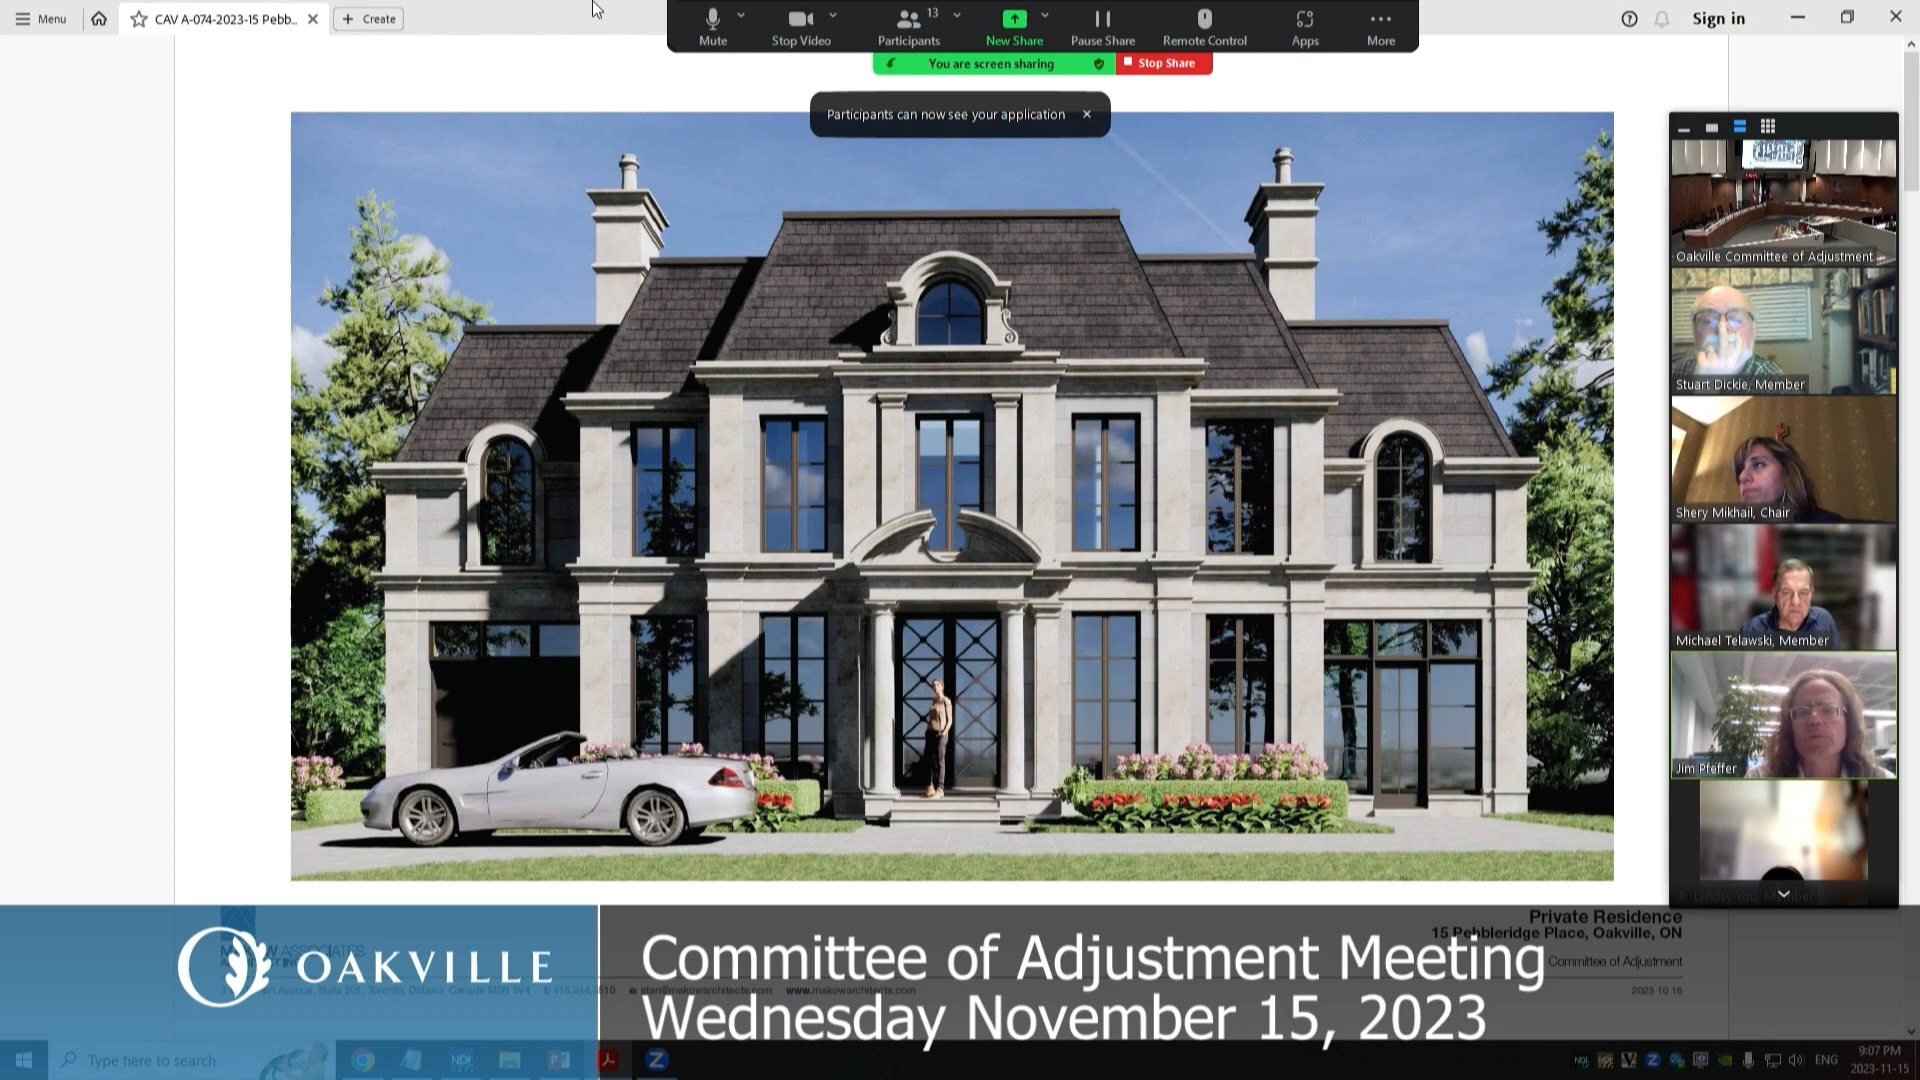 Menu
CAV A-074-2023-15 Pebb...
Create
Mute
Stop Video
13
Participants
New Share
Pause Share
Remote Control
Apps
More
Sign in
You are screen sharing
Stop Share
Participants can now see your application
Oakville Committee of Adjustment
Stuart Dickie, Member
Shery Mikhail, Chair
Michael Telawski, Member
Jim Pfeffer
Lyndsy You, Member
Private Residence
15 Pebbleridge Place, Oakville, ON
Committee of Adjustment
2023 10 16
OAKVILLE
Committee of Adjustment Meeting
Wednesday November 15, 2023
www.makowarchitects.com
Type here to search
ENG
9:07 PM
2023-11-15